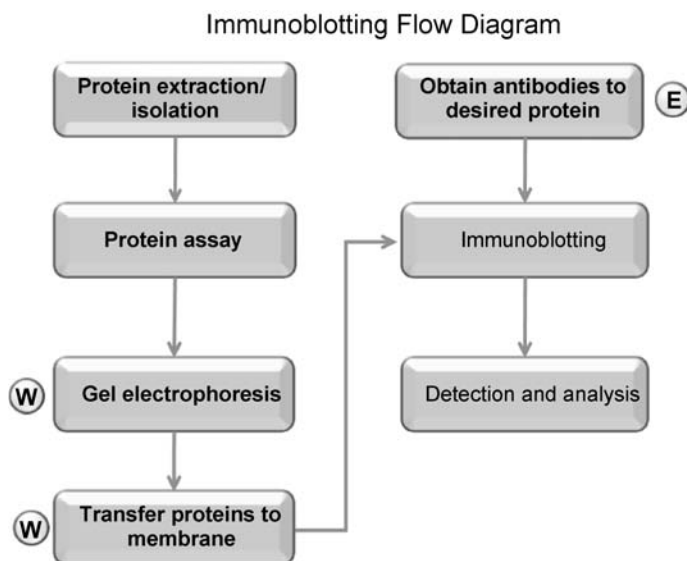 Immunoblotting Flow Diagram
Protein extraction/
isolation
Protein assay
W
Gel electrophoresis
W
Transfer proteins to
membrane
Obtain antibodies to
desired protein
E
Immunoblotting
Detection and analysis